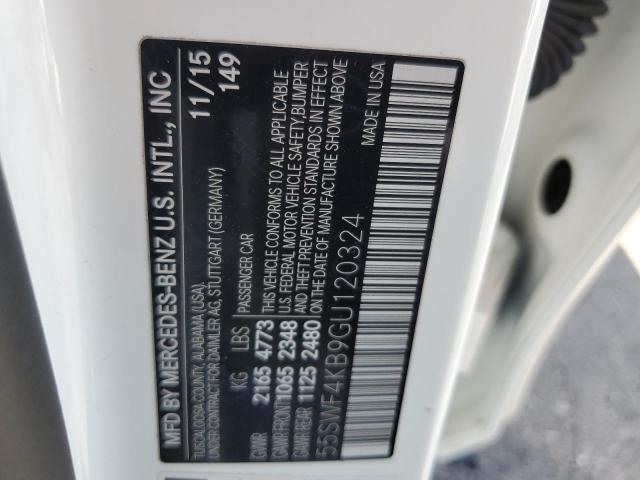 MFD BY MERCEDES-BENZ U.S. INTL., INC
TUSCALOOSA COUNTY, ALABAMA (USA),
UNDER CONTRACT FOR DAIMLER AG, STUTTGART (GERMANY)
11/15
149
KG LBS PASSENGER CAR
GVWR 2165 4773
GAWR FRONT 1065 2348
GAWR REAR 1125 2480
THIS VEHICLE CONFORMS TO ALL APPLICABLE
U.S. FEDERAL MOTOR VEHICLE SAFETY, BUMPER
AND THEFT PREVENTION STANDARDS IN EFFECT
ON THE DATE OF MANUFACTURE SHOWN ABOVE
55SWF4KB9GU120324
MADE IN USA